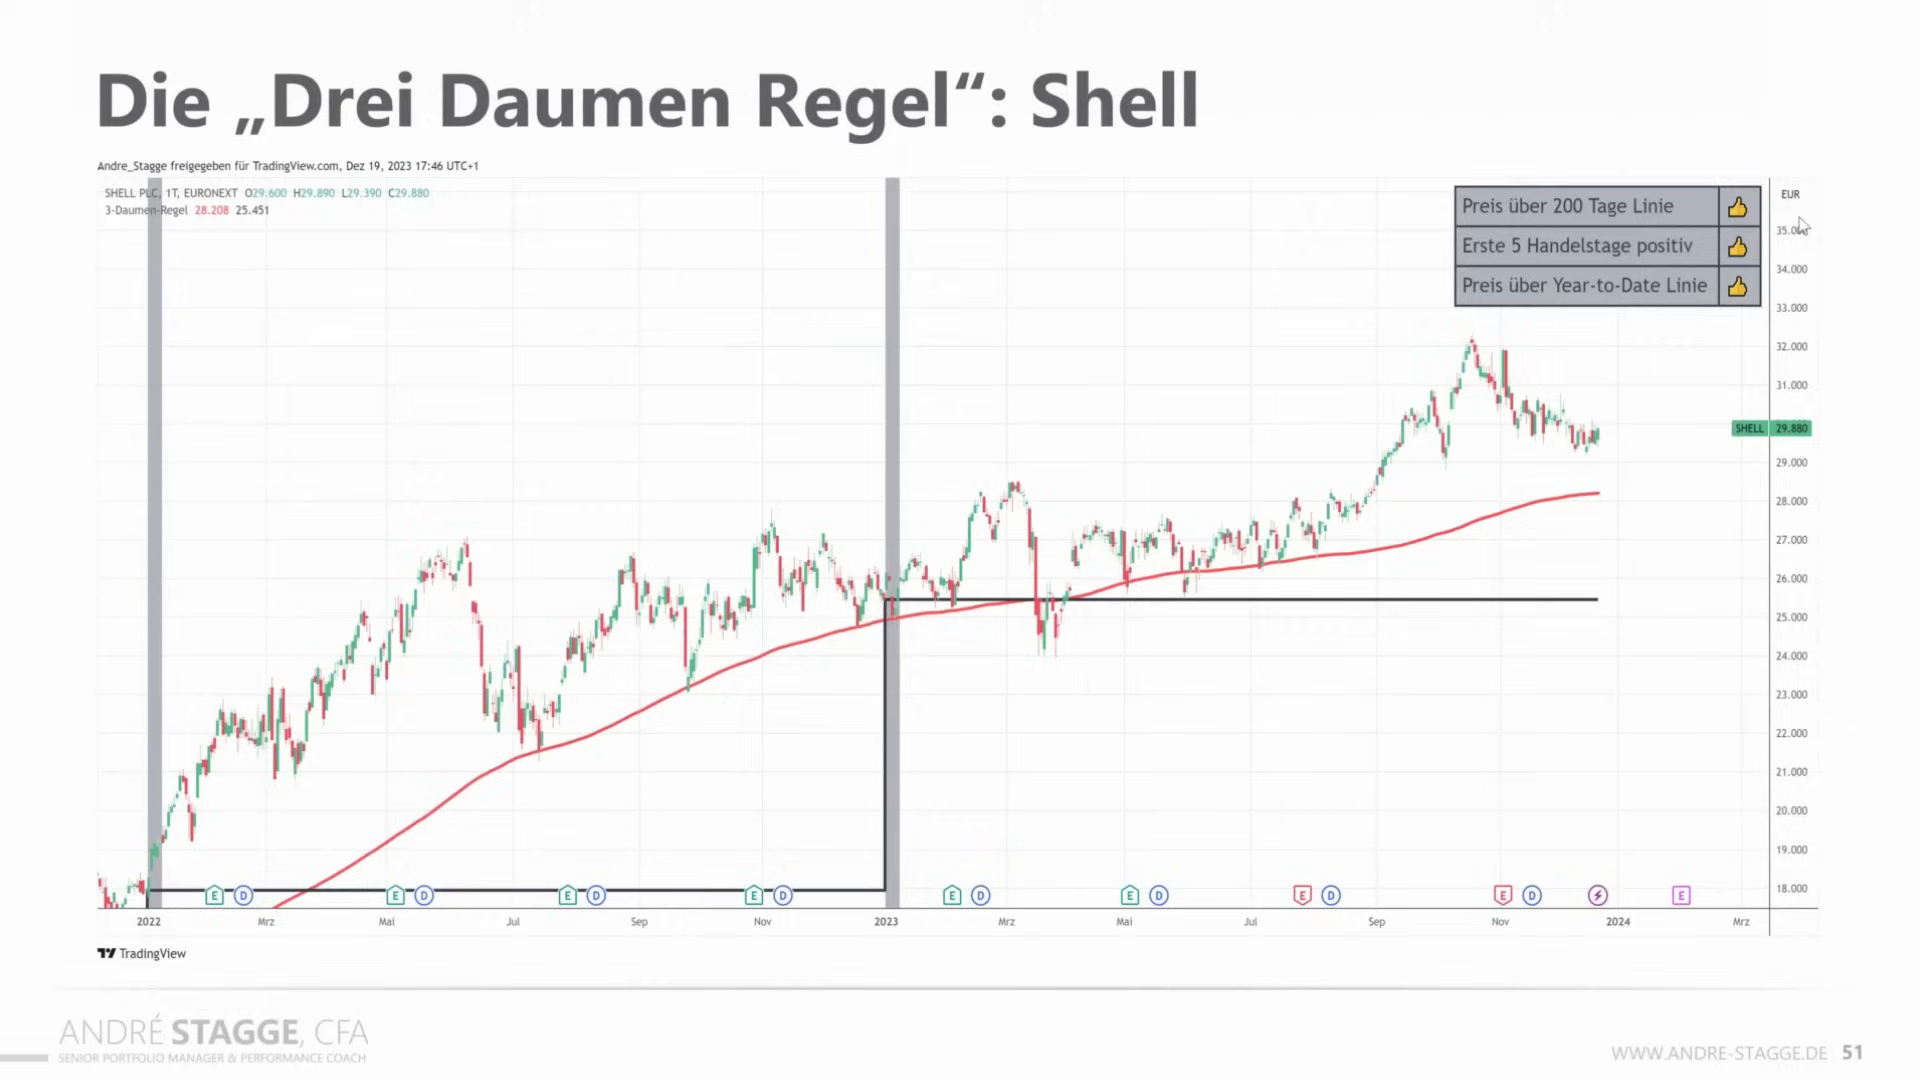 Die „Drei Daumen Regel“: Shell
Andre_Stagge freigegeben für TradingView.com, Dez 19, 2023 17:46 UTC+1
SHELL PLC, 1T, EURONEXT O29.600 H29.890 L29.390 C29.880
3-Daumen-Regel 28.208 25.451
Preis über 200 Tage Linie
Erste 5 Handelstage positiv
Preis über Year-to-Date Linie
EUR
34.000
33.000
32.000
31.000
SHELL 29.880
29.000
28.000
27.000
26.000
25.000
24.000
23.000
22.000
21.000
20.000
19.000
18.000
E D E D E D E D E D E D E D E D E
2022 Mrz Mai Jul Sep Nov 2023 Mrz Mai Jul Sep Nov 2024 Mrz
TradingView
ANDRÉ STAGGE, CFA
SENIOR PORTFOLIO MANAGER & PERFORMANCE COACH
WWW.ANDRE-STAGGE.DE 51